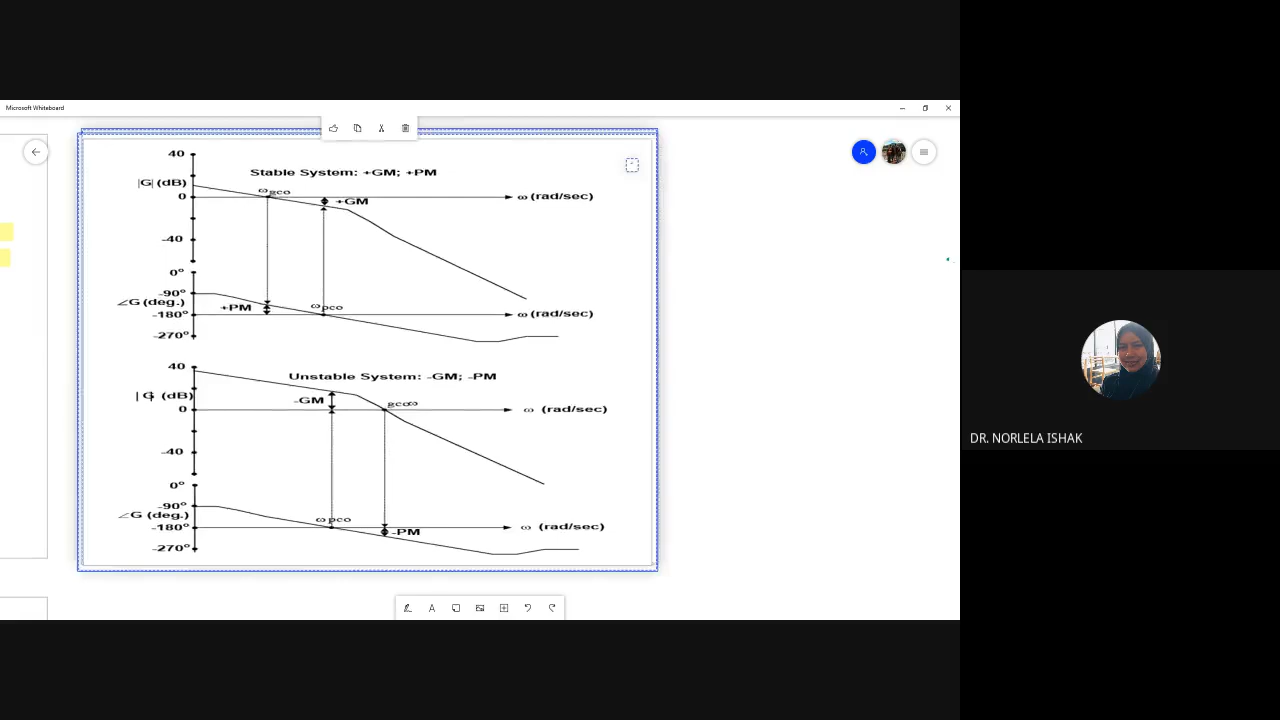 Microsoft Whiteboard
40
Stable System: +GM; +PM
|G| (dB)
ωgco
0
ω (rad/sec)
+GM
-40
0°
-90°
∠G (deg.)
+PM
ωpco
-180°
ω (rad/sec)
-270°
40
Unstable System: -GM; -PM
|G (dB)
-GM
gcoω
0
ω (rad/sec)
-40
0°
-90°
∠G (deg.)
ωpco
-180°
ω (rad/sec)
-PM
-270°
DR. NORLELA ISHAK